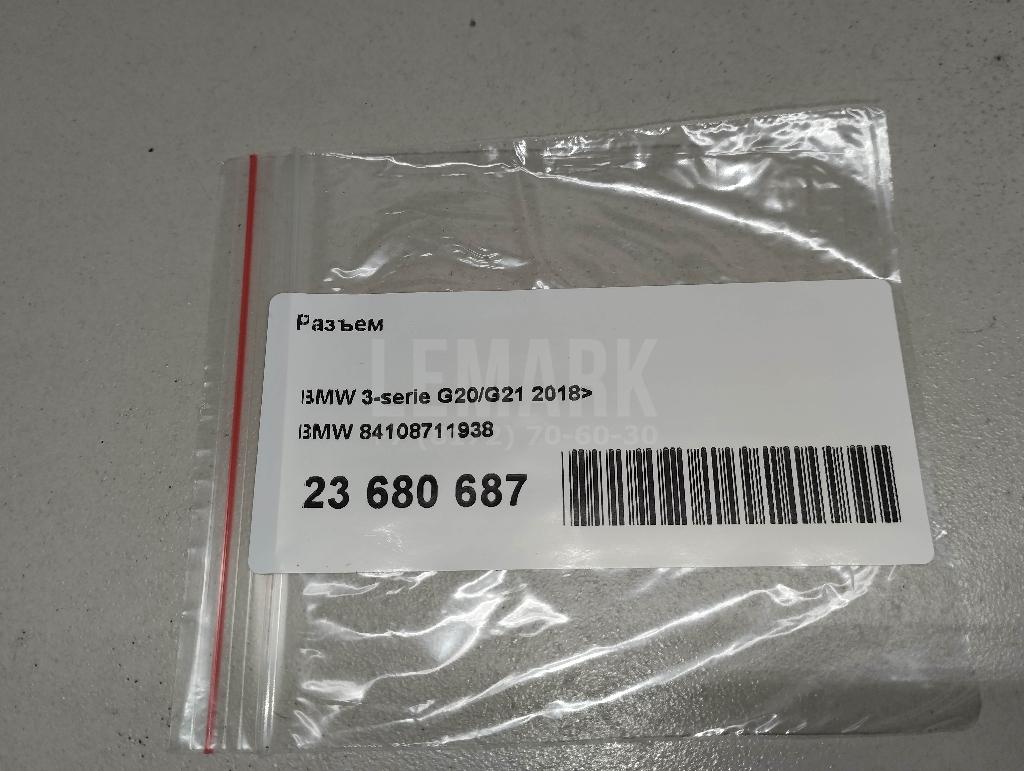 Разъем
LEMARK
BMW 3-serie G20/G21 2018>
BMW 84108711938
70-60-30
23 680 687